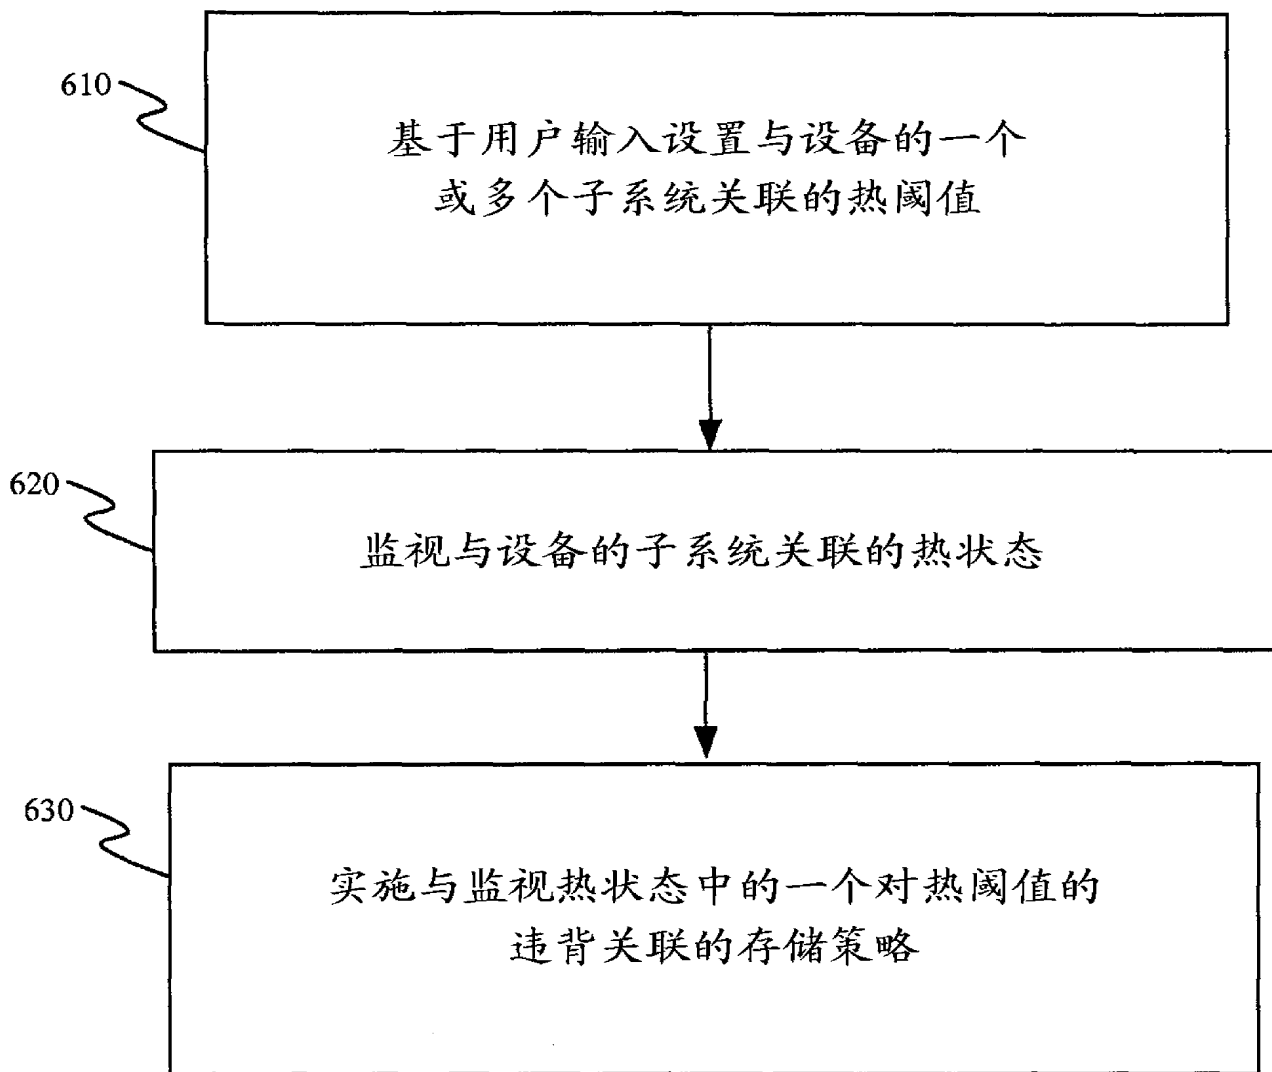 610
基于用户输入设置与设备的一个
或多个子系统关联的热阈值
620
监视与设备的子系统关联的热状态
630
实施与监视热状态中的一个对热阈值的
违背关联的存储策略